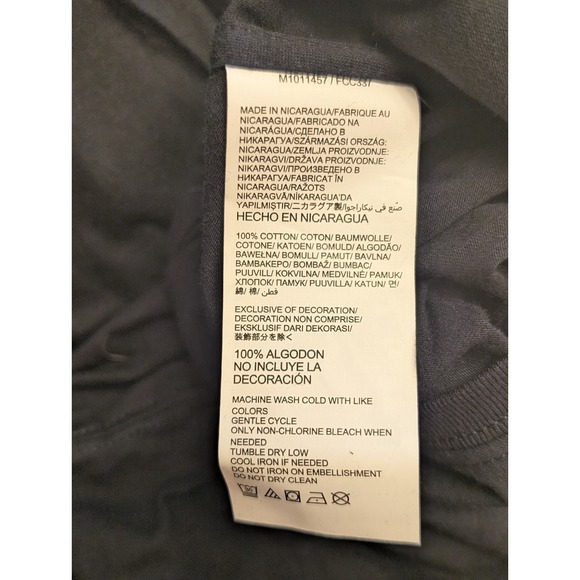 M1011457 / FCC337
MADE IN NICARAGUA/FABRIQUE AU
NICARAGUA/FABRICADO NA
NICARÁGUA/СДЕЛАНО В
НИКАРАГУА/SZÁRMAZÁSI ORSZÁG:
NICARAGUA/ZEMLJA PROIZVODNJE:
NIKARAGVI/DRŽAVA PROIZVODNJE:
NIKARAGVI/ПРОИЗВЕДЕНО В
НИКАРАГУА/FABRICAT ÎN
NICARAGUA/RAŽOTS
NIKARAGVĀ/NİKARAGUA'DA
YAPILMIŞTIR/ニカラグア製/صنع في نيكاراجوا
HECHO EN NICARAGUA
100% COTTON/ COTON/ BAUMWOLLE/
COTONE/ KATOEN/ BOMULD/ ALGODÃO/
BAWEŁNA/ BOMULL/ PAMUT/ BAVLNA/
BAMBAKEPO/ BOMBAŽ/ BUMBAC/
PUUVILL/ KOKVILNA/ MEDVILNĖ/ PAMUK/
ХЛОПОК/ ПАМУК/ PUUVILLA/ KATUN/ 면/
綿/ 棉/ قطن
EXCLUSIVE OF DECORATION/
DECORATION NON COMPRISE/
EKSKLUSIF DARI DEKORASI/
装飾部分を除く
100% ALGODON
NO INCLUYE LA
DECORACIÓN
MACHINE WASH COLD WITH LIKE
COLORS
GENTLE CYCLE
ONLY NON-CHLORINE BLEACH WHEN
NEEDED
TUMBLE DRY LOW
COOL IRON IF NEEDED
DO NOT IRON ON EMBELLISHMENT
DO NOT DRY CLEAN